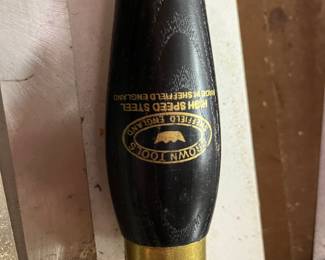 CROWN TOOLS
SHEFFIELD ENGLAND
HIGH SPEED STEEL
MADE IN SHEFFIELD ENGLAND